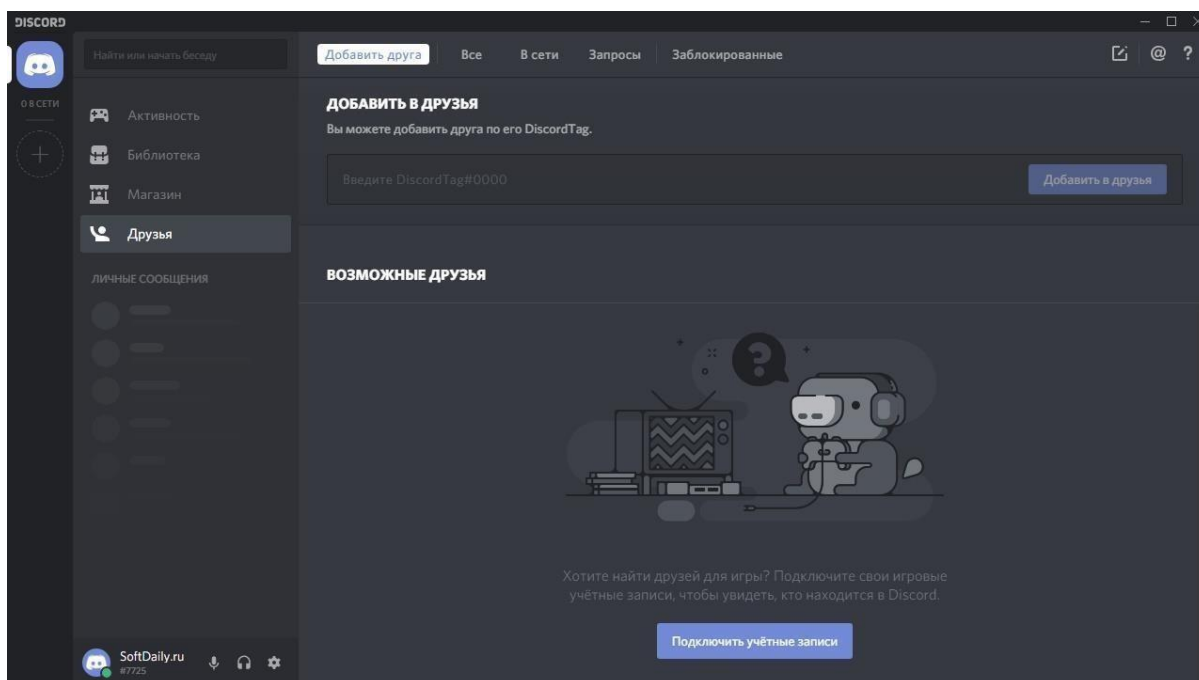 DISCORD
Найти или начать беседу
Добавить друга
Все
В сети
Запросы
Заблокированные
0 В СЕТИ
Активность
Библиотека
Магазин
Друзья
ЛИЧНЫЕ СООБЩЕНИЯ
ДОБАВИТЬ В ДРУЗЬЯ
Вы можете добавить друга по его DiscordTag.
Введите DiscordTag#0000
Добавить в друзья
ВОЗМОЖНЫЕ ДРУЗЬЯ
Хотите найти друзей для игры? Подключите свои игровые
учётные записи, чтобы увидеть, кто находится в Discord.
Подключить учётные записи
SoftDaily.ru
#7725